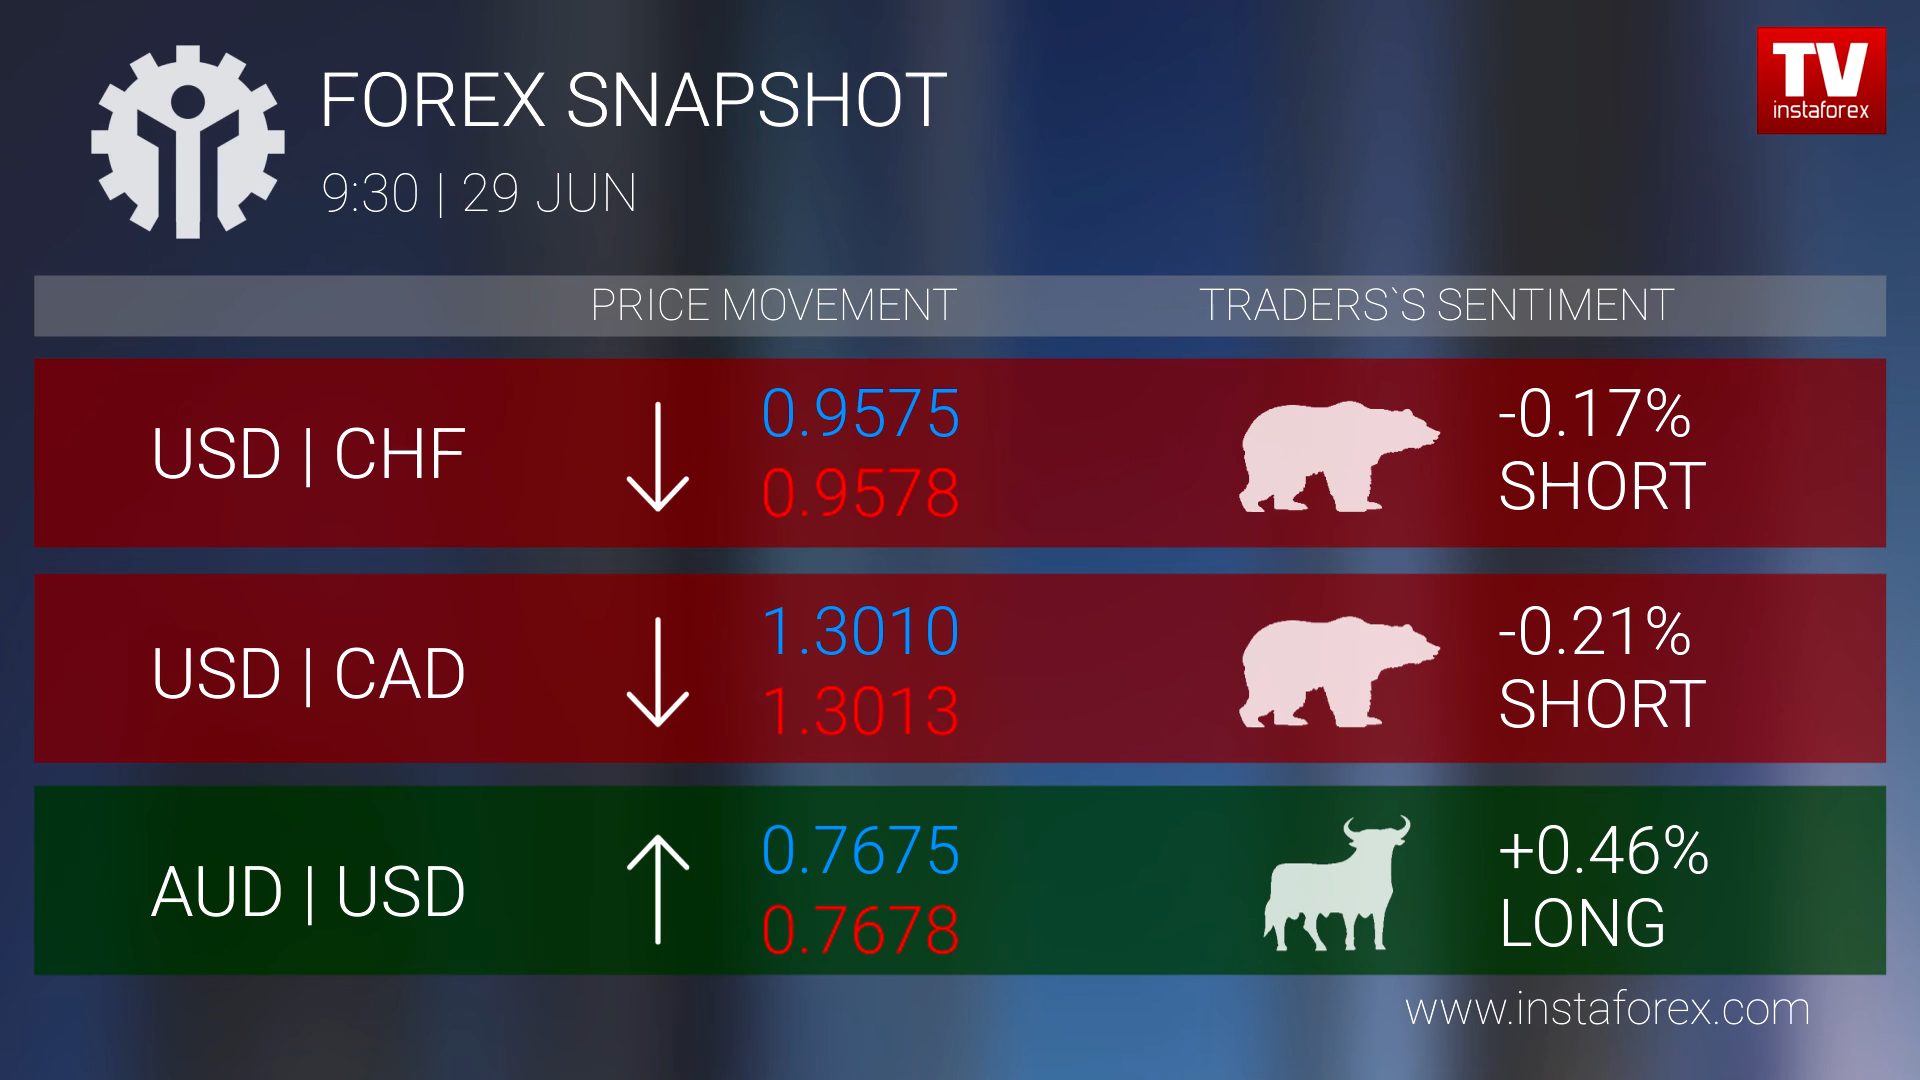 FOREX SNAPSHOT
9:30 | 29 JUN
TV
instaforex
PRICE MOVEMENT
TRADERS`S SENTIMENT
USD | CHF
0.9575
0.9578
-0.17%
SHORT
USD | CAD
1.3010
1.3013
-0.21%
SHORT
AUD | USD
0.7675
0.7678
+0.46%
LONG
www.instaforex.com